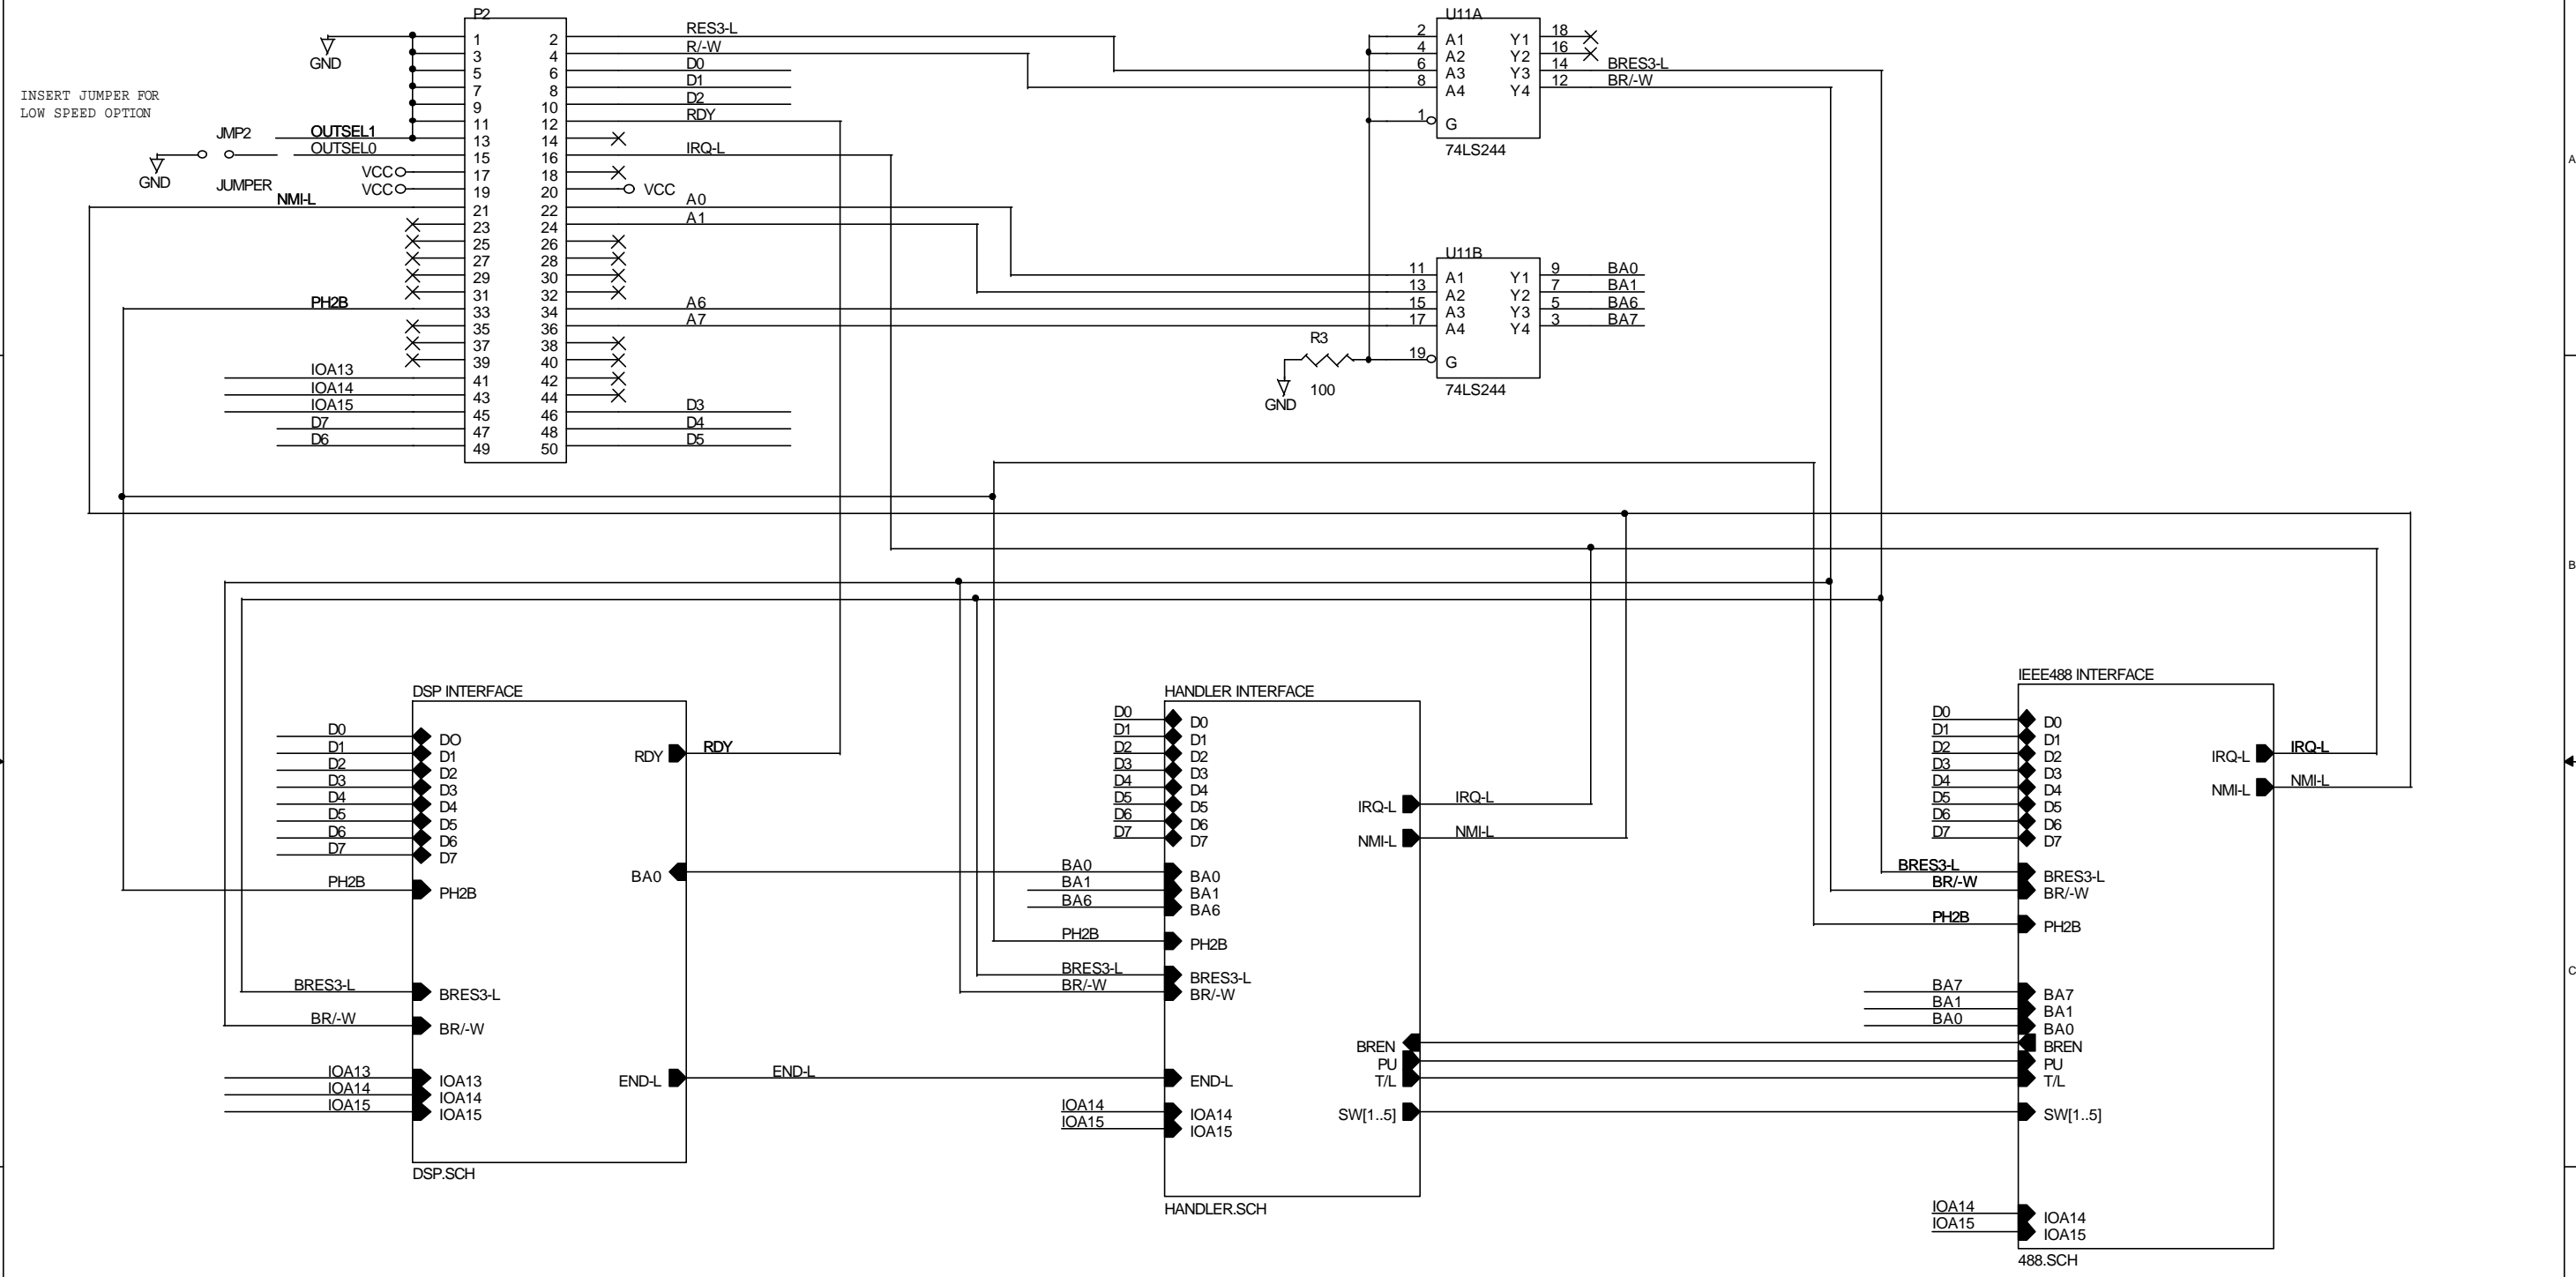 P2
U11A
RES3-L
R/-W
D0
D1
D2
RDY
IRQ-L
GND
1 2
3 4
5 6
7 8
9 10
11 12
13 14
15 16
17 18
19 20
21 22
23 24
25 26
27 28
29 30
31 32
33 34
35 36
37 38
39 40
41 42
43 44
45 46
47 48
49 50
INSERT JUMPER FOR
LOW SPEED OPTION
JMP2
OUTSEL1
OUTSEL0
GND
JUMPER
VCC
VCC
VCC
NMI-L
PH2B
IOA13
IOA14
IOA15
D7
D6
A0
A1
A6
A7
D3
D4
D5
2 A1 Y1 18
4 A2 Y2 16
6 A3 Y3 14 BRES3-L
8 A4 Y4 12 BR/-W
1 G
74LS244
A
U11B
11 A1 Y1 9 BA0
13 A2 Y2 7 BA1
15 A3 Y3 5 BA6
17 A4 Y4 3 BA7
19 G
74LS244
R3
100
GND
B
DSP INTERFACE
D0 DO
D1 D1
D2 D2
D3 D3
D4 D4
D5 D5
D6 D6
D7 D7
PH2B PH2B
BRES3-L BRES3-L
BR/-W BR/-W
IOA13 IOA13
IOA14 IOA14
IOA15 IOA15
RDY RDY
BA0
END-L END-L
DSP.SCH
HANDLER INTERFACE
D0 D0
D1 D1
D2 D2
D3 D3
D4 D4
D5 D5
D6 D6
D7 D7
BA0 BA0
BA1 BA1
BA6 BA6
PH2B PH2B
BRES3-L BRES3-L
BR/-W BR/-W
END-L
IOA14 IOA14
IOA15 IOA15
IRQ-L IRQ-L
NMI-L NMI-L
BREN
PU
T/L
SW[1..5]
HANDLER.SCH
IEEE488 INTERFACE
D0 D0
D1 D1
D2 D2
D3 D3
D4 D4
D5 D5
D6 D6
D7 D7
BRES3-L BRES3-L
BR/-W BR/-W
PH2B PH2B
BA7 BA7
BA1 BA1
BA0 BA0
BREN
PU
T/L
SW[1..5]
IOA14 IOA14
IOA15 IOA15
IRQ-L IRQ-L
NMI-L NMI-L
488.SCH
C